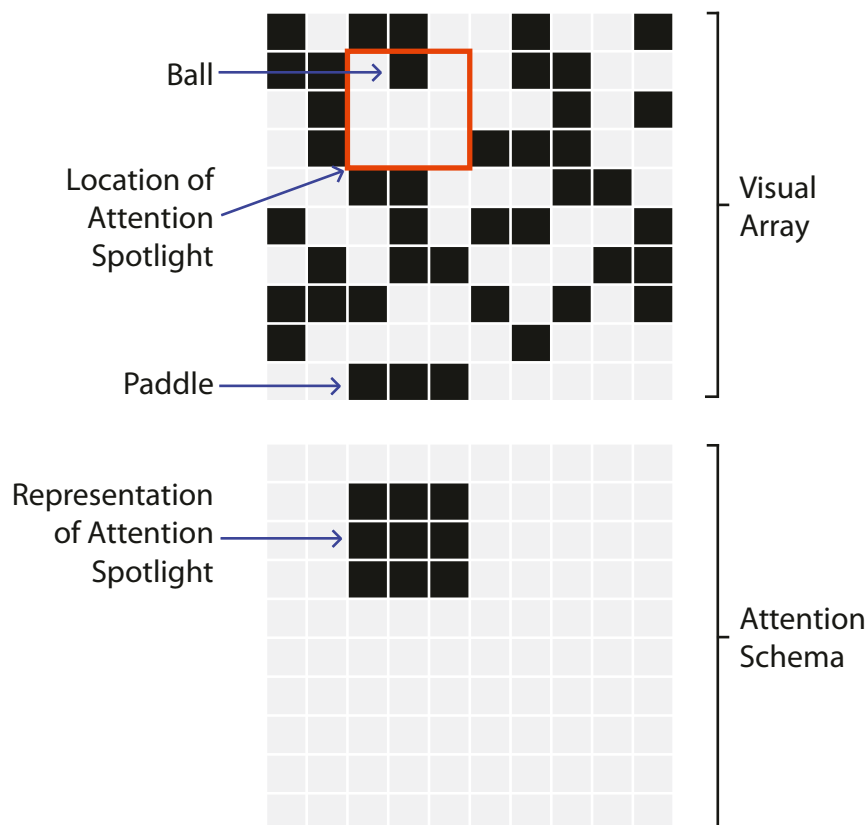 Ball
Location of
Attention
Spotlight
Visual
Array
Paddle
Representation
of Attention
Spotlight
Attention
Schema